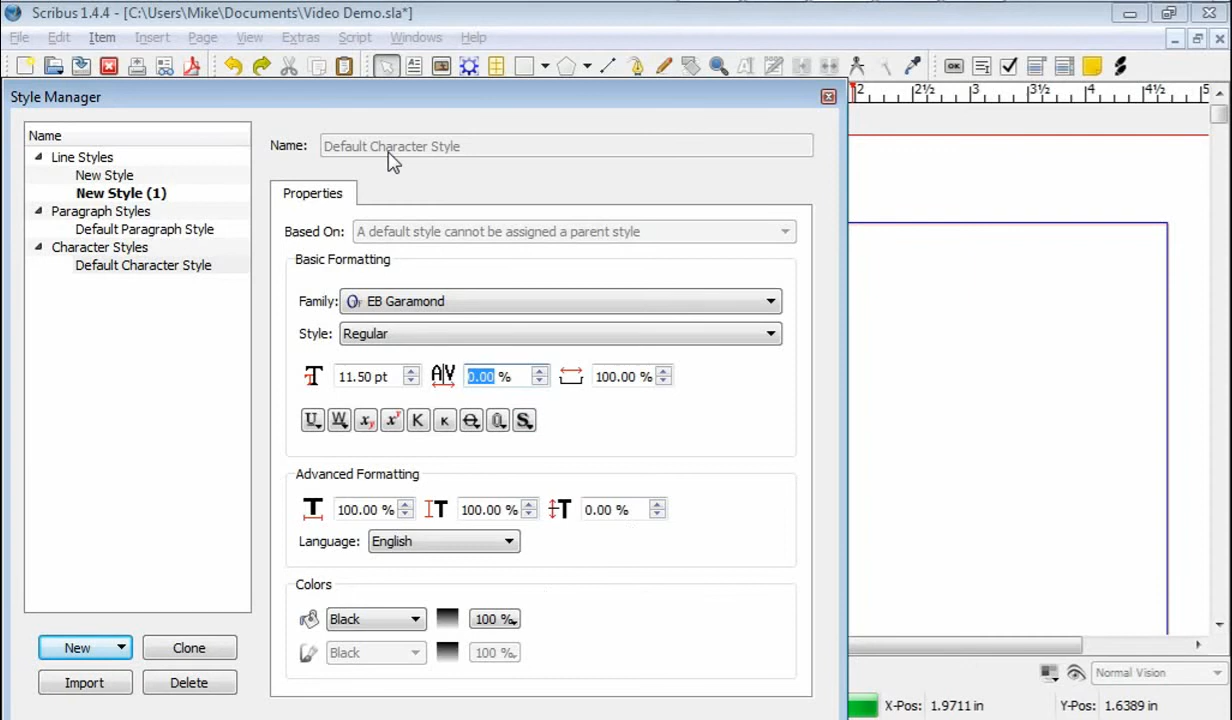 Scribus 1.4.4 - [C:\Users\Mike\Documents\Video Demo.sla*]
File Edit Item Insert Page View Extras Script Windows Help
Style Manager
2 2½ 3 3½ 4 4½ 5
Name
Line Styles
New Style
New Style (1)
Paragraph Styles
Default Paragraph Style
Character Styles
Default Character Style
New Clone
Import Delete
Name: Default Character Style
Properties
Based On: A default style cannot be assigned a parent style
Basic Formatting
Family: EB Garamond
Style: Regular
11.50 pt 0.00 % 100.00 %
Advanced Formatting
100.00 % 100.00 % 0.00 %
Language: English
Colors
Black 100 %
Black 100 %
Normal Vision
X-Pos: 1.9711 in Y-Pos: 1.6389 in